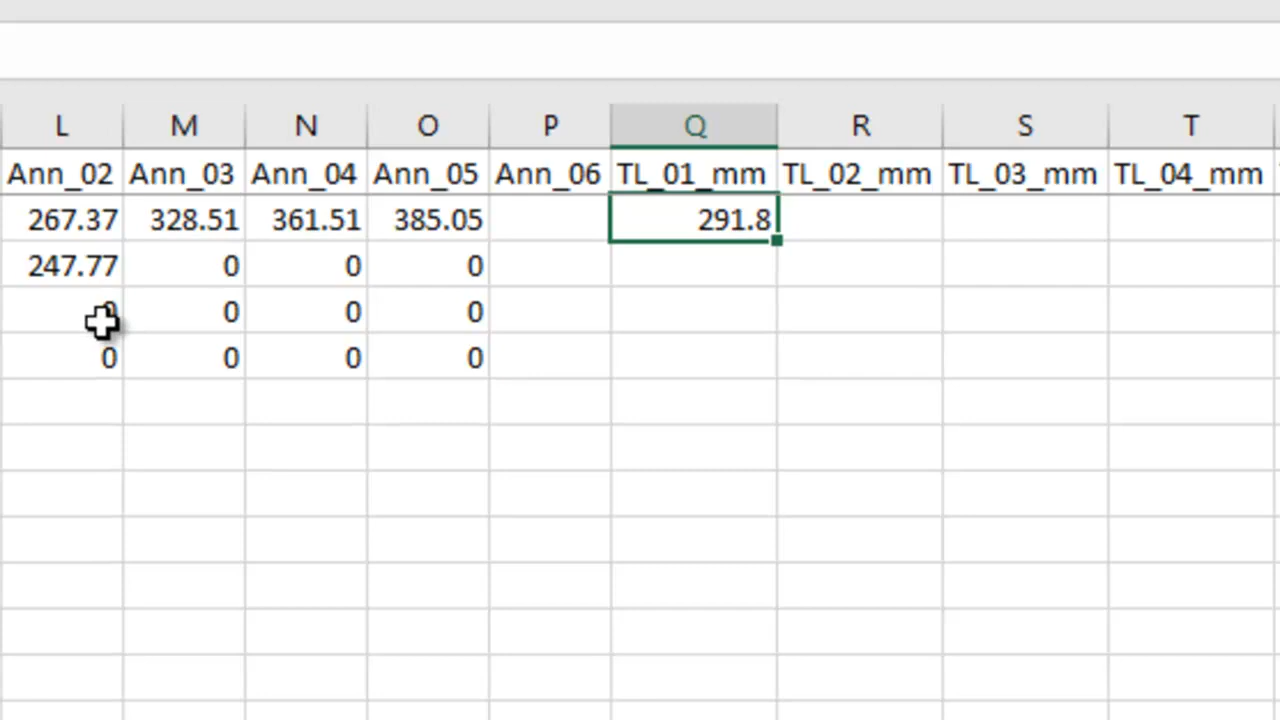 L M N O P Q R S T
Ann_02 Ann_03 Ann_04 Ann_05 Ann_06 TL_01_mm TL_02_mm TL_03_mm TL_04_mm
267.37 328.51 361.51 385.05 291.8
247.77 0 0 0
0 0 0 0
0 0 0 0